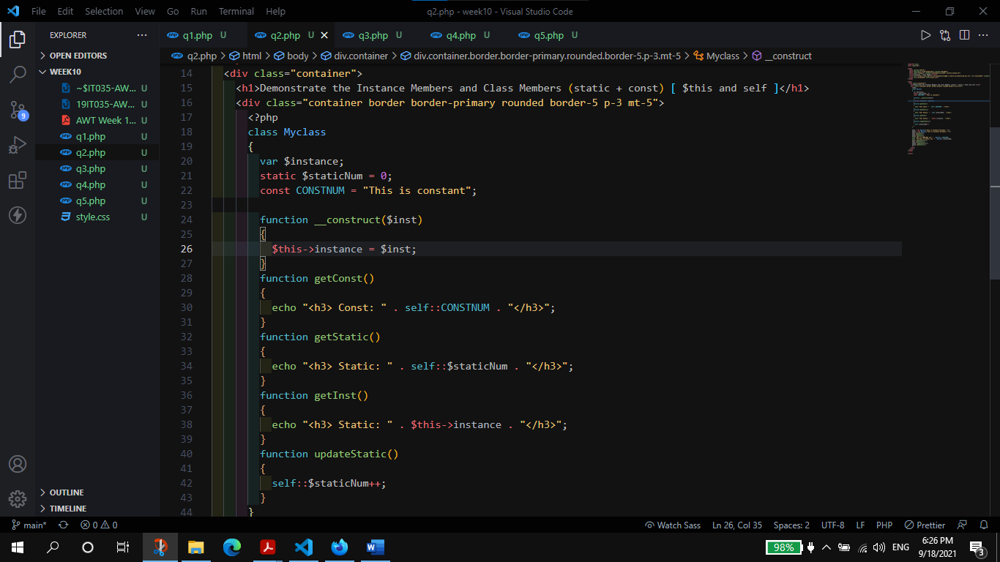 File Edit Selection View Go Run Terminal Help q2.php - week10 - Visual Studio Code
EXPLORER
OPEN EDITORS
WEEK10
~$IT035-AW... U
19IT035-AW... U
AWT Week 1... U
q1.php U
q2.php U
q3.php U
q4.php U
q5.php U
style.css U
OUTLINE
TIMELINE
9
q1.php U q2.php U q3.php U q4.php U q5.php U
q2.php > html > body > div.container > div.container.border.border-primary.rounded.border-5.p-3.mt-5 > Myclass > __construct
14 <div class="container">
15 <h1>Demonstrate the Instance Members and Class Members (static + const) [ $this and self ]</h1>
16 <div class="container border border-primary rounded border-5 p-3 mt-5">
17 <?php
18 class Myclass
19 {
20 var $instance;
21 static $staticNum = 0;
22 const CONSTNUM = "This is constant";
23
24 function __construct($inst)
25 {
26 $this->instance = $inst;
27 }
28 function getConst()
29 {
30 echo "<h3> Const: " . self::CONSTNUM . "</h3>";
31 }
32 function getStatic()
33 {
34 echo "<h3> Static: " . self::$staticNum . "</h3>";
35 }
36 function getInst()
37 {
38 echo "<h3> Static: " . $this->instance . "</h3>";
39 }
40 function updateStatic()
41 {
42 self::$staticNum++;
43 }
44 }
main* 0 0 Watch Sass Ln 26, Col 35 Spaces: 2 UTF-8 LF PHP Prettier
98% ENG 6:26 PM
9/18/2021 3